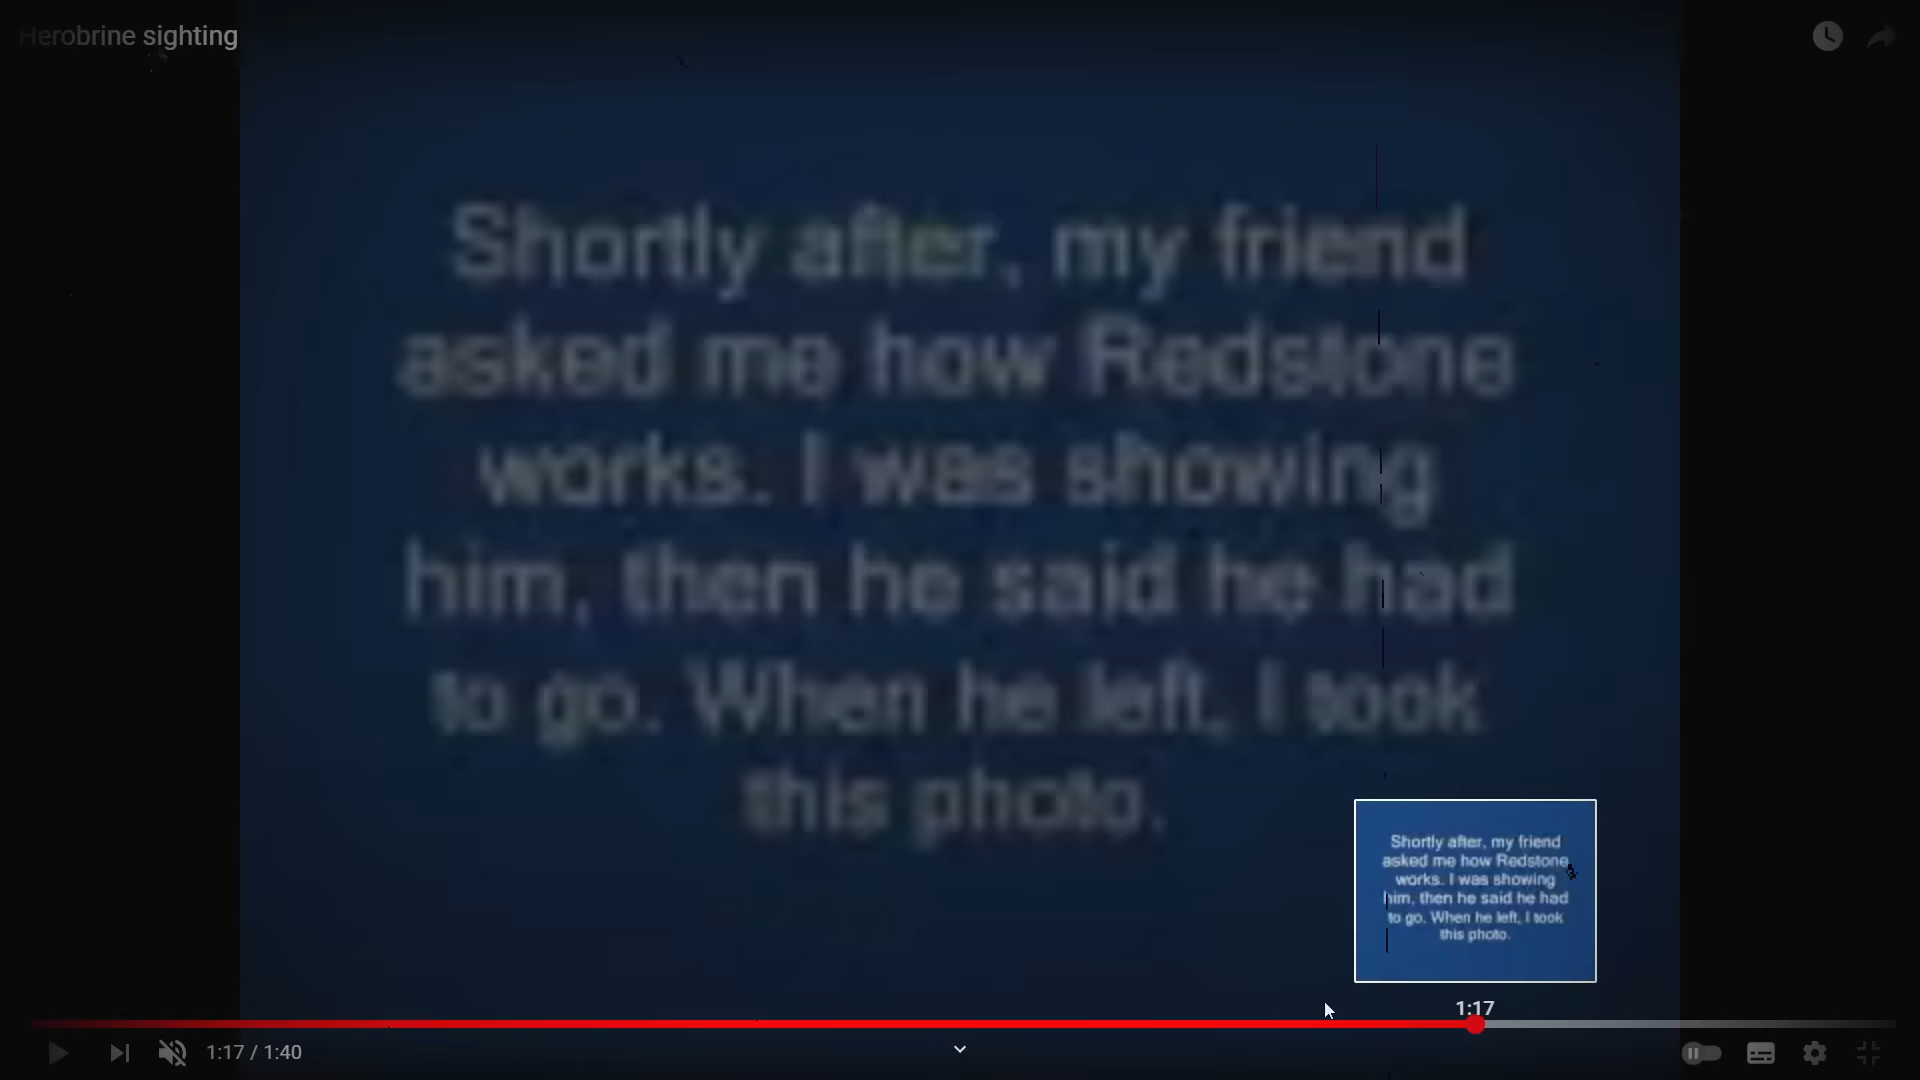 Herobrine sighting
Shortly after, my friend
asked me how Redstone
works. I was showing
him, then he said he had
to go. When he left, I took
this photo.
Shortly after, my friend
asked me how Redstone
works. I was showing
him, then he said he had
to go. When he left, I took
this photo.
1:17
1:17 / 1:40